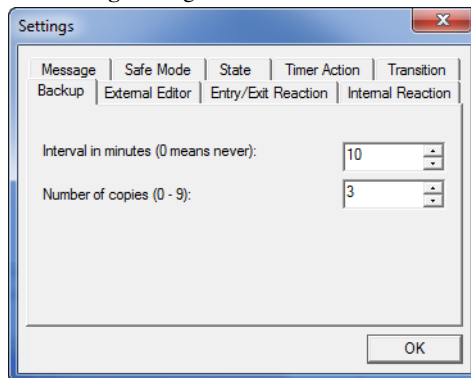 Settings
Message Safe Mode State Timer Action Transition
Backup External Editor Entry/Exit Reaction Internal Reaction
Interval in minutes (0 means never): 10
Number of copies (0 - 9): 3
OK